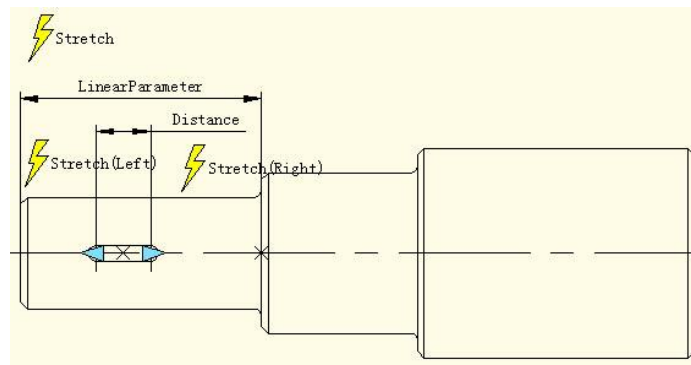 Stretch
LinearParameter
Distance
Stretch(Left)
Stretch(Right)